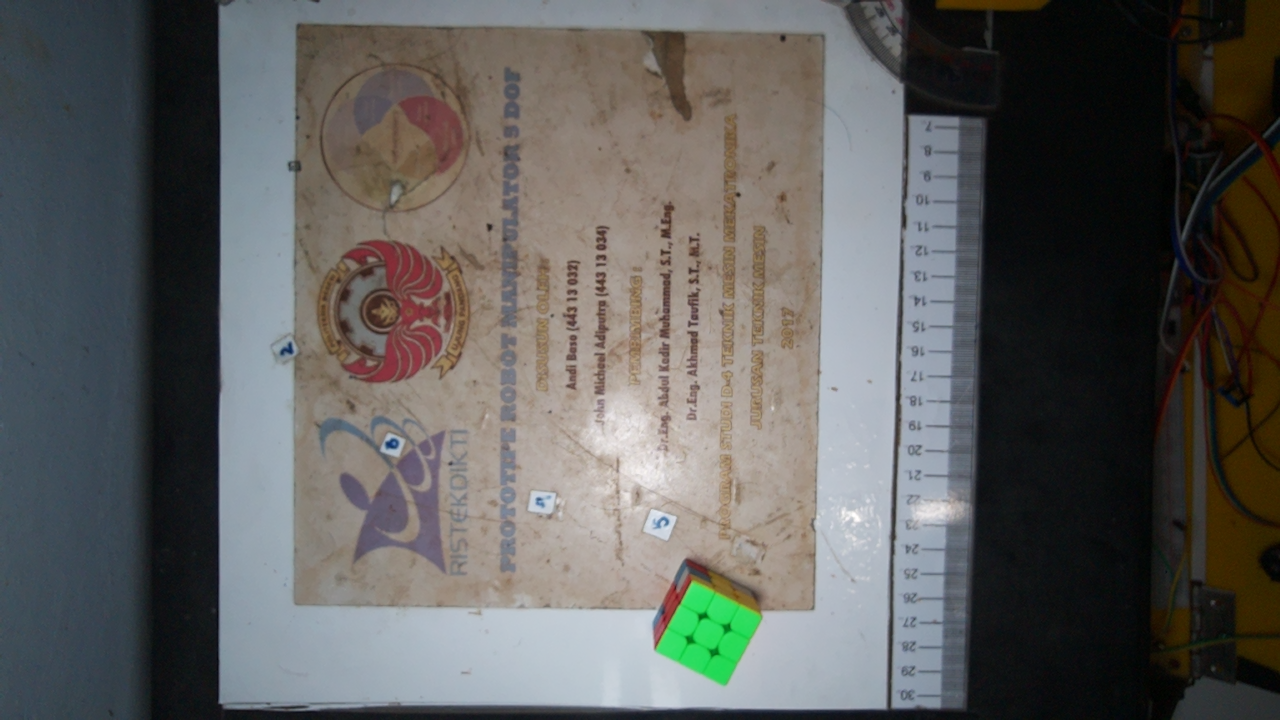 RISTEKDIKTI
PROTOTIPE ROBOT MANIPULATOR 5 DOF
DISUSUN OLEH:
Andi Baso (443 13 032)
John Michael Adiputra (443 13 034)
PEMBIMBING :
Dr.Eng. Abdul Kadir Muhammad, S.T., M.Eng.
Dr.Eng. Akhmad Taufik, S.T., M.T.
PROGRAM STUDI D-4 TEKNIK MESIN MEKATRONIKA
JURUSAN TEKNIK MESIN
2017
2
6
5
7.
8.
9.
10.
11.
12.
13.
14.
15.
16.
17.
18.
19.
20.
21.
22.
23.
24.
25.
26.
27.
28.
29.
30.